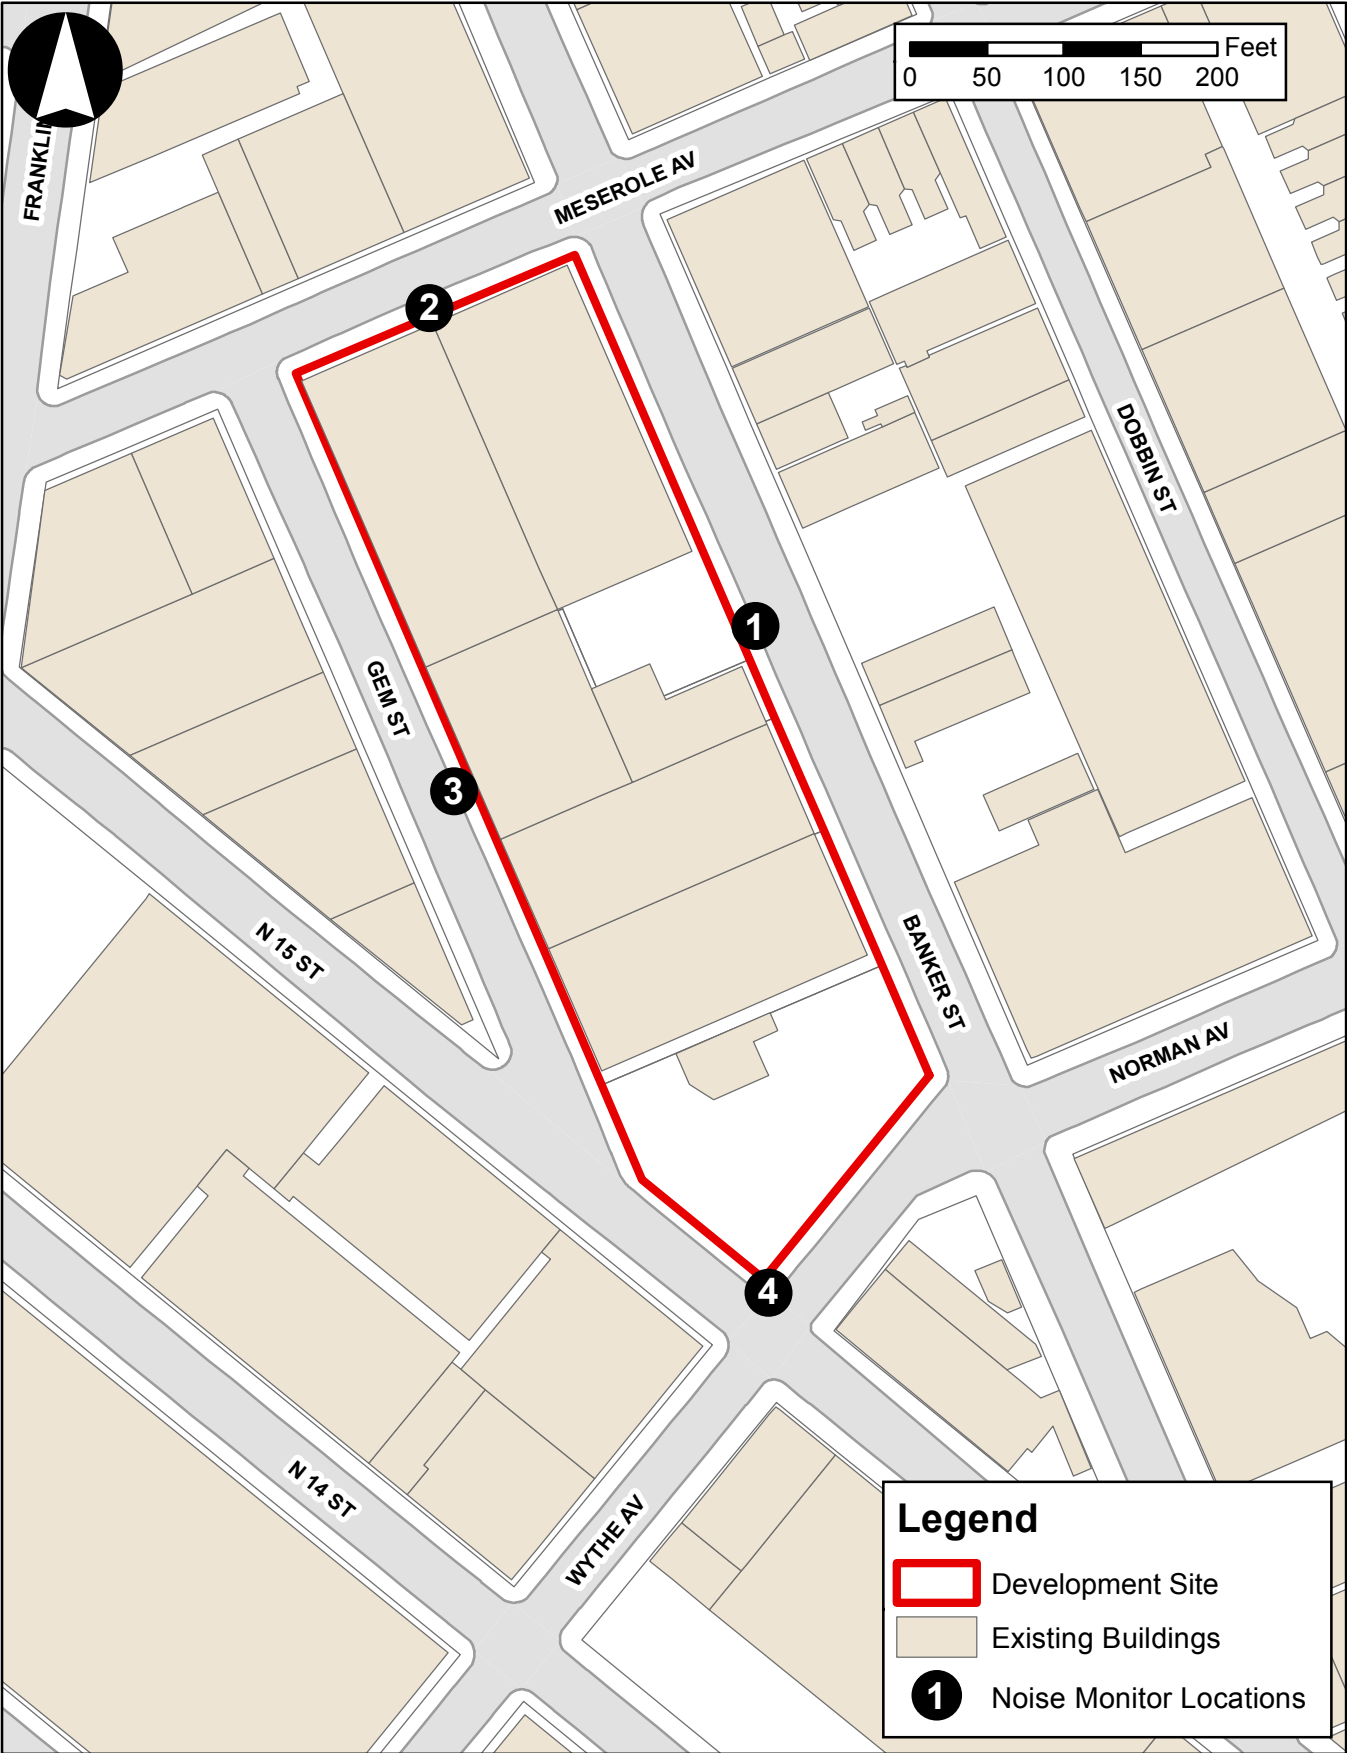 Feet
0 50 100 150 200
FRANKLIN
MESEROLE AV
2
DOBBIN ST
1
GEM ST
3
N 15 ST
BANKER ST
NORMAN AV
4
N 14 ST
WYTHE AV
Legend
Development Site
Existing Buildings
1 Noise Monitor Locations